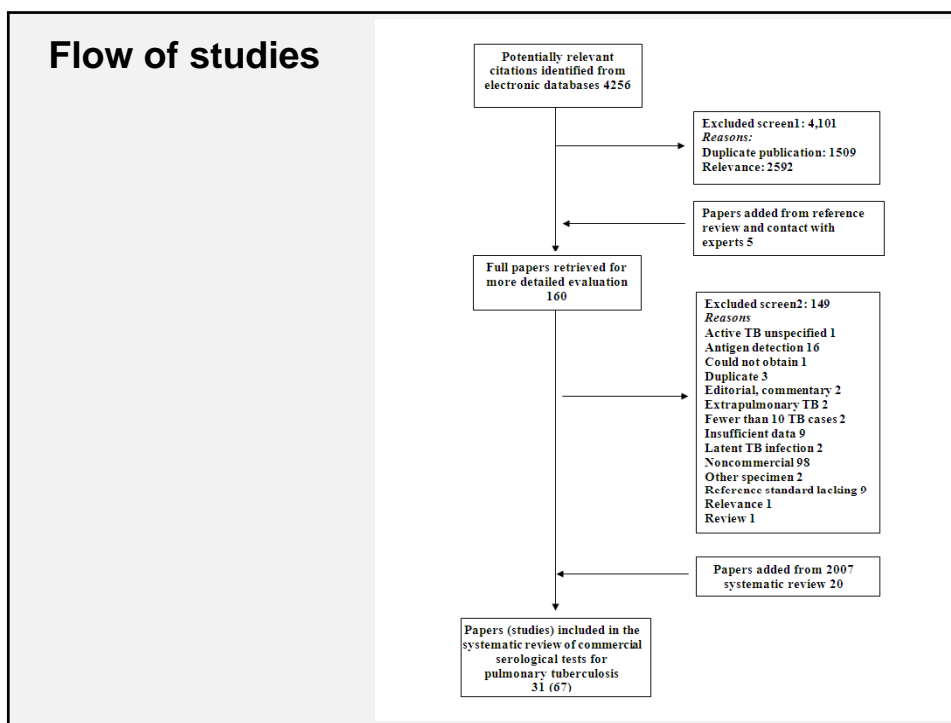 Flow of studies
Potentially relevant
citations identified from
electronic databases 4256
Excluded screen1: 4,101
Reasons:
Duplicate publication: 1509
Relevance: 2592
Papers added from reference
review and contact with
experts 5
Full papers retrieved for
more detailed evaluation
160
Excluded screen2: 149
Reasons
Active TB unspecified 1
Antigen detection 16
Could not obtain 1
Duplicate 3
Editorial, commentary 2
Extrapulmonary TB 2
Fewer than 10 TB cases 2
Insufficient data 9
Latent TB infection 2
Noncommercial 98
Other specimen 2
Reference standard lacking 9
Relevance 1
Review 1
Papers added from 2007
systematic review 20
Papers (studies) included in the
systematic review of commercial
serological tests for
pulmonary tuberculosis
31 (67)